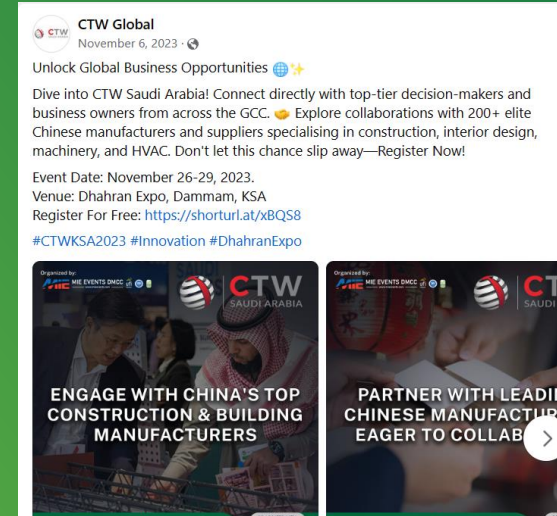 CTW
CTW Global
November 6, 2023 ·
Unlock Global Business Opportunities 🌐✨
Dive into CTW Saudi Arabia! Connect directly with top-tier decision-makers and
business owners from across the GCC. 🤝 Explore collaborations with 200+ elite
Chinese manufacturers and suppliers specialising in construction, interior design,
machinery, and HVAC. Don't let this chance slip away—Register Now!
Event Date: November 26-29, 2023.
Venue: Dhahran Expo, Dammam, KSA
Register For Free: https://shorturl.at/xBQS8
#CTWKSA2023 #Innovation #DhahranExpo
Organized by:
MIE MIE EVENTS DMCC
CTW
SAUDI ARABIA
ENGAGE WITH CHINA'S TOP
CONSTRUCTION & BUILDING
MANUFACTURERS
Organized by:
MIE MIE EVENTS DMCC
CT
SAUDI
PARTNER WITH LEADI
CHINESE MANUFACTUR
EAGER TO COLLAB